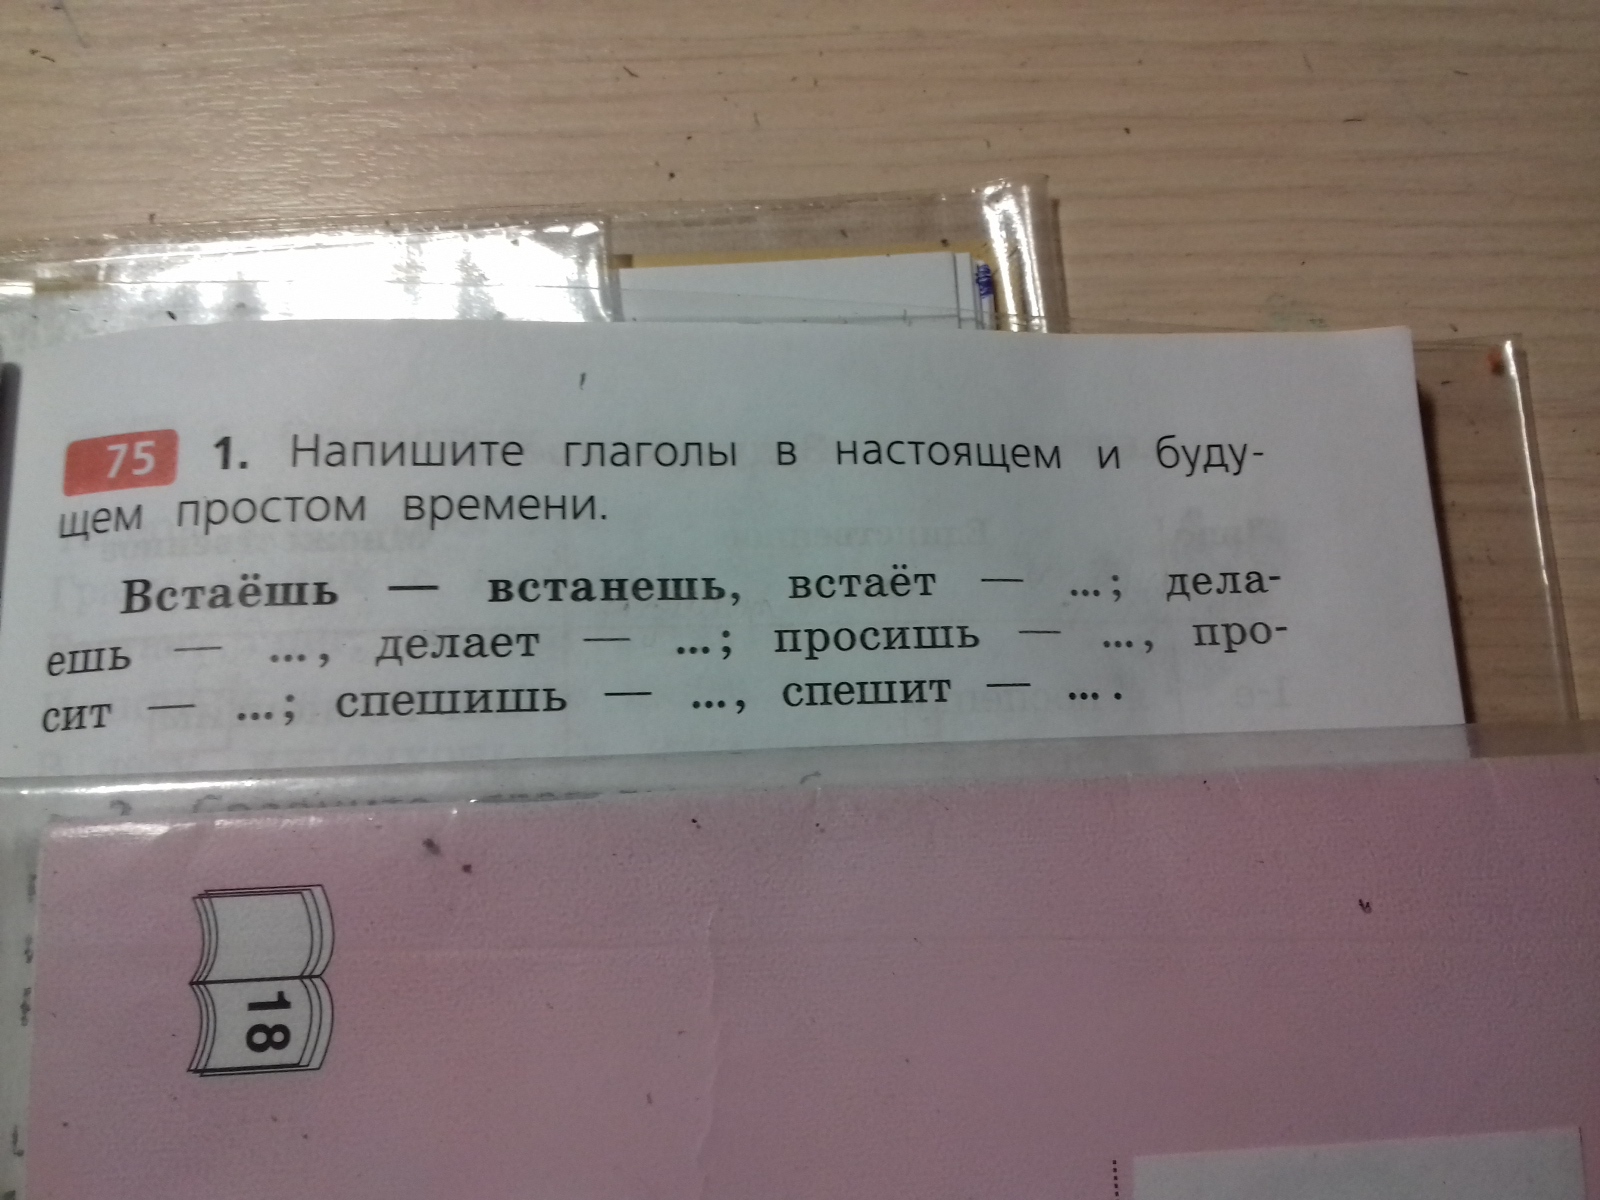 75 1. Напишите глаголы в настоящем и буду-
щем простом времени.
Встаёшь — встанешь, встаёт — ...; дела-
ешь — ..., делает — ...; просишь — ..., про-
сит — ...; спешишь — ..., спешит — ... .
18